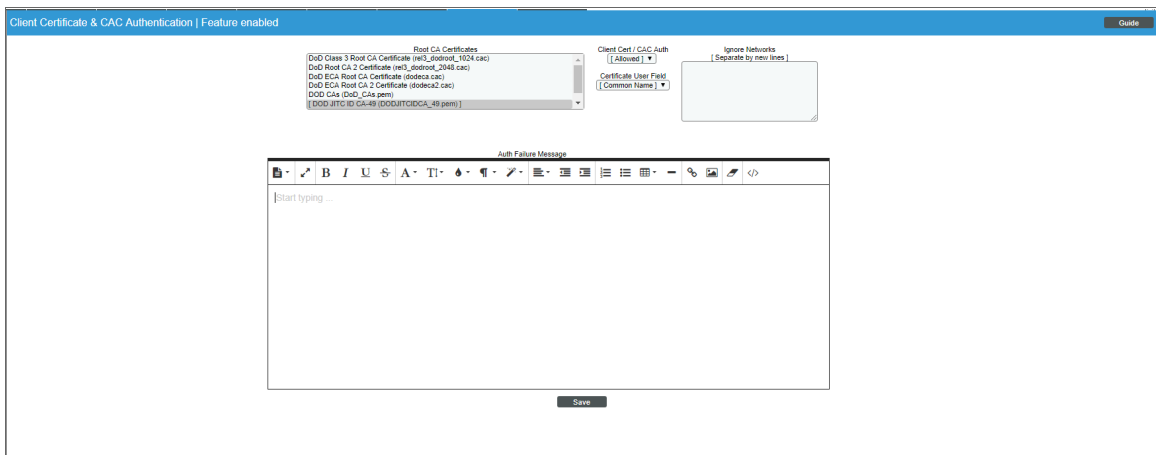 Client Certificate & CAC Authentication | Feature enabled
Guide
Root CA Certificates
DoD Class 3 Root CA Certificate (rel3_dodroot_1024.cac)
DoD Root CA 2 Certificate (rel3_dodroot_2048.cac)
DoD ECA Root CA Certificate (dodeca.cac)
DoD ECA Root CA 2 Certificate (dodeca2.cac)
DOD CAs (DoD_CAs.pem)
[ DOD JITC ID CA-49 (DODJITCIDCA_49.pem) ]
Client Cert / CAC Auth
[ Allowed ]
Certificate User Field
[ Common Name ]
Ignore Networks
[ Separate by new lines ]
Auth Failure Message
B I U S A T
Start typing ...
Save